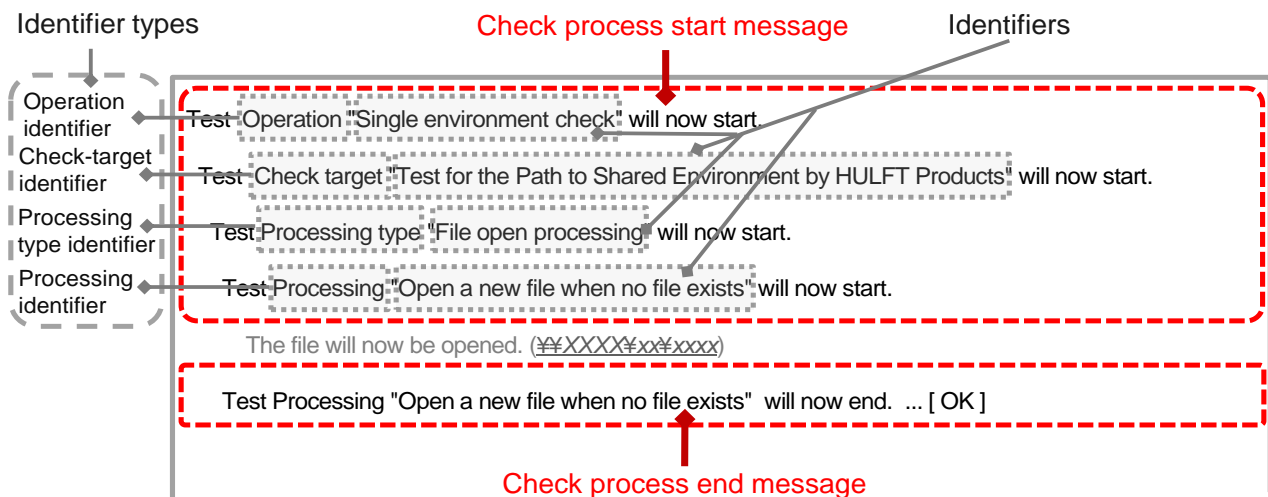 Identifier types
Check process start message
Identifiers
Operation
identifier
Test Operation "Single environment check" will now start.
Check-target
identifier
Test Check target "Test for the Path to Shared Environment by HULFT Products" will now start.
Processing
type identifier
Test Processing type "File open processing" will now start.
Processing
identifier
Test Processing "Open a new file when no file exists" will now start.
The file will now be opened. (¥¥XXXX¥xx¥xxxx)
Test Processing "Open a new file when no file exists" will now end. ... [ OK ]
Check process end message